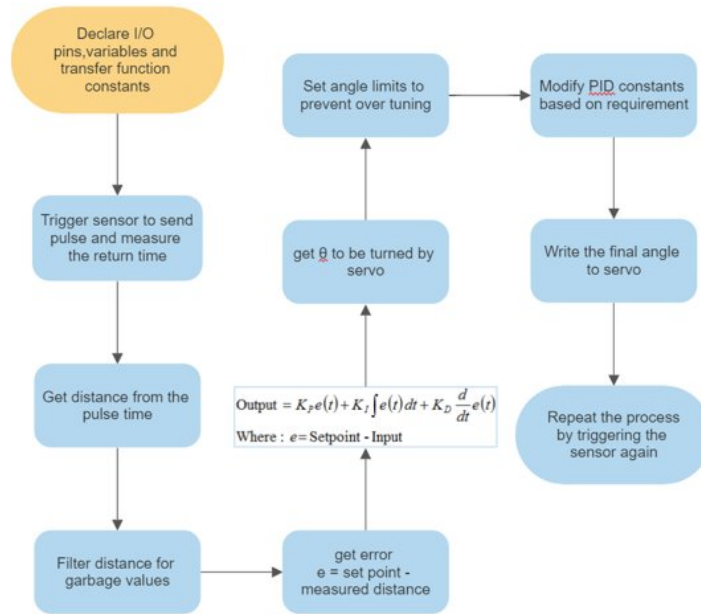 Declare I/O
pins,variables and
transfer function
constants
Trigger sensor to send
pulse and measure
the return time
Get distance from the
pulse time
Filter distance for
garbage values
get error
e = set point -
measured distance
Output = K_P e(t) + K_I ∫ e(t) dt + K_D d/dt e(t)
Where : e = Setpoint - Input
get θ to be turned by
servo
Set angle limits to
prevent over tuning
Modify PID constants
based on requirement
Write the final angle
to servo
Repeat the process
by triggering the
sensor again